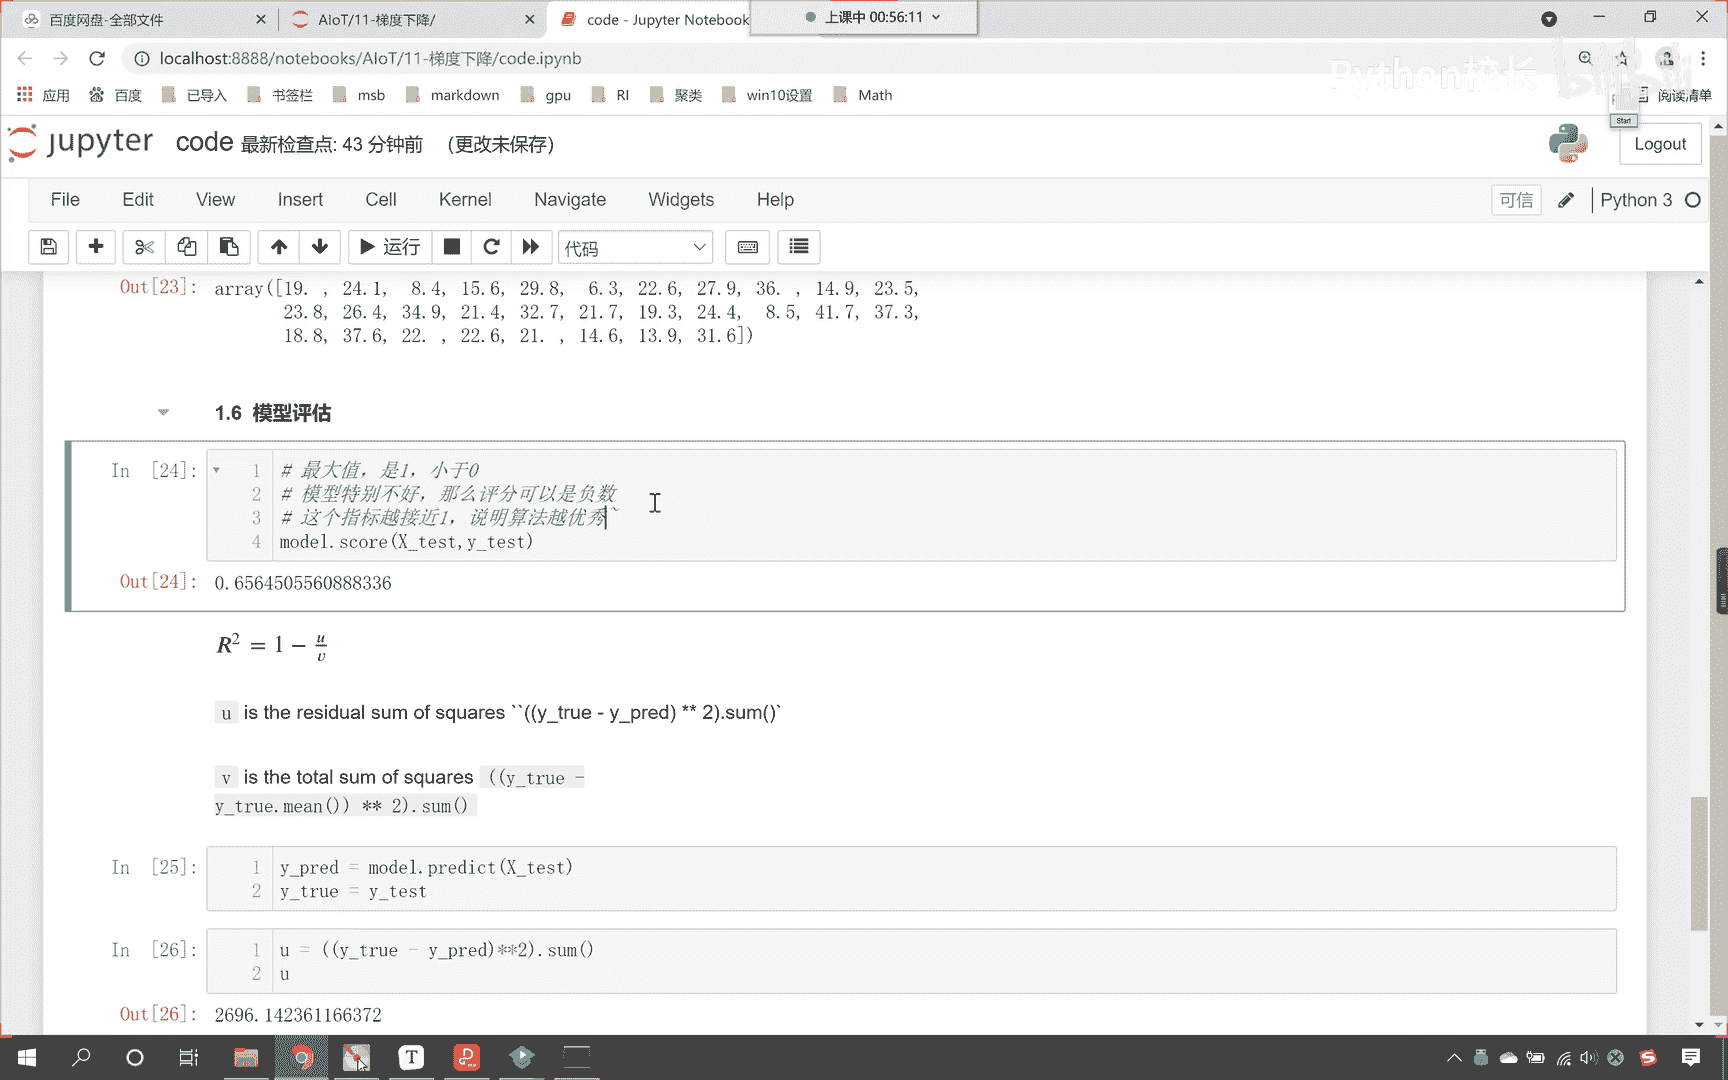 百度网盘-全部文件
AIoT/11-梯度下降/
code - Jupyter Notebook
上课中 00:56:11
localhost:8888/notebooks/AIoT/11-梯度下降/code.ipynb
Python校长
应用 百度 已导入 书签栏 msb markdown gpu RI 聚类 win10设置 Math 阅读清单
Start
jupyter code 最新检查点: 43 分钟前 (更改未保存)
Logout
File Edit View Insert Cell Kernel Navigate Widgets Help 可信 Python 3
运行 代码
Out[23]: array([19. , 24.1, 8.4, 15.6, 29.8, 6.3, 22.6, 27.9, 36. , 14.9, 23.5,
23.8, 26.4, 34.9, 21.4, 32.7, 21.7, 19.3, 24.4, 8.5, 41.7, 37.3,
18.8, 37.6, 22. , 22.6, 21. , 14.6, 13.9, 31.6])
1.6 模型评估
In [24]: 1 # 最大值，是1，小于0
2 # 模型特别不好，那么评分可以是负数
3 # 这个指标越接近1，说明算法越优秀~
4 model.score(X_test,y_test)
Out[24]: 0.6564505560888336
R² = 1 − u/v
u is the residual sum of squares ``((y_true - y_pred) ** 2).sum()`
v is the total sum of squares ((y_true -
y_true.mean()) ** 2).sum()
In [25]: 1 y_pred = model.predict(X_test)
2 y_true = y_test
In [26]: 1 u = ((y_true - y_pred)**2).sum()
2 u
Out[26]: 2696.142361166372